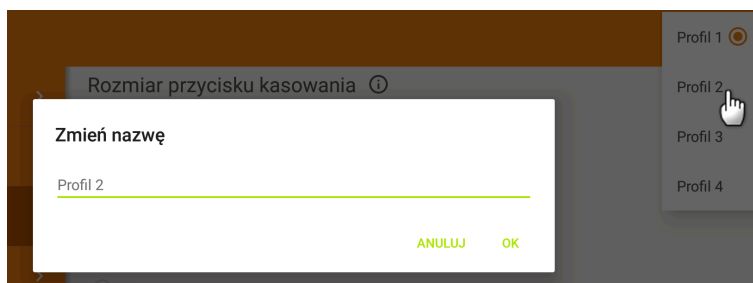 Profil 1
Rozmiar przycisku kasowania
Profil 2
Zmień nazwę
Profil 3
Profil 2
Profil 4
ANULUJ OK